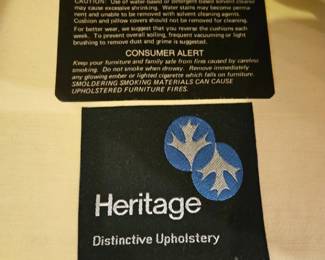 CAUTION: Use of water based or detergent based solvent cleaner
may cause excessive shrinking. Water stains may become perma-
nent and unable to be removed with solvent cleaning agents.
Cushion and pillow covers should not be removed for cleaning.
For better wear, we suggest that you reverse the cushions each
week. To prevent overall soiling, frequent vacuuming or light
brushing to remove dust and grime is suggested.
CONSUMER ALERT
Keep your furniture and family safe from fires caused by careless
smoking. Do not smoke when drowsy. Remove immediately
any glowing ember or lighted cigarette which falls on furniture.
SMOLDERING SMOKING MATERIALS CAN CAUSE
UPHOLSTERED FURNITURE FIRES.
Heritage
Distinctive Upholstery